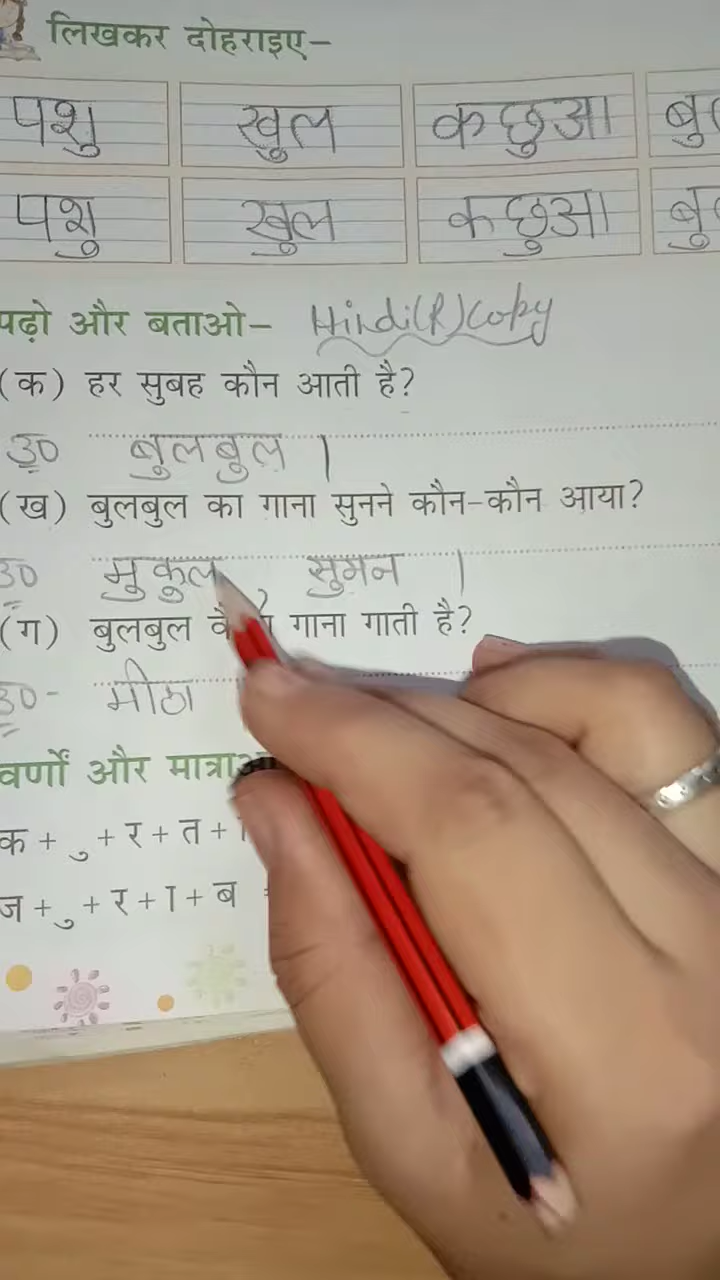 लिखकर दोहराइए–
पशु खुल कछुआ
पशु खुल कछुआ
पढ़ो और बताओ– Hindi(R)Copy
(क) हर सुबह कौन आती है?
उ० बुलबुल ।
(ख) बुलबुल का गाना सुनने कौन-कौन आया?
उ० मुकुल, सुमन ।
(ग) बुलबुल गाना गाती है?
उ०- मीठा
वर्णों और
क + ु + र + त +
ज + ु + र + ा + ब